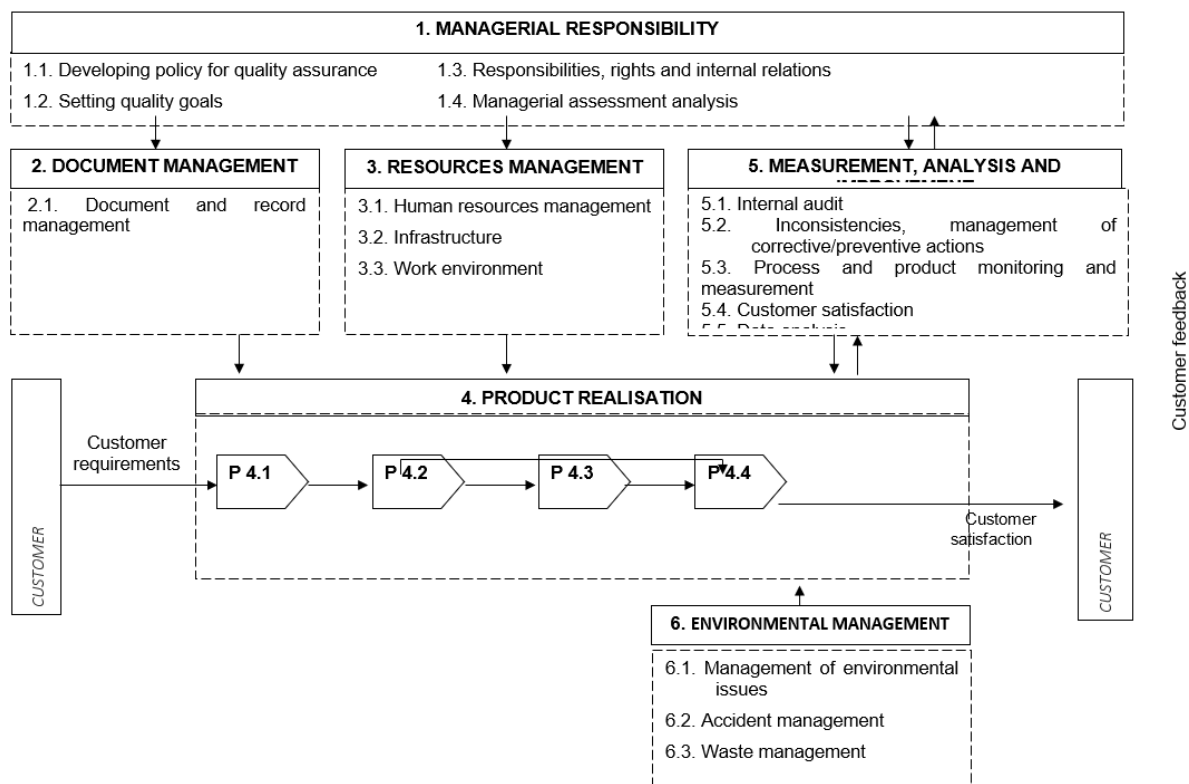 1. MANAGERIAL RESPONSIBILITY
1.1. Developing policy for quality assurance
1.2. Setting quality goals
1.3. Responsibilities, rights and internal relations
1.4. Managerial assessment analysis
2. DOCUMENT MANAGEMENT
2.1. Document and record
management
3. RESOURCES MANAGEMENT
3.1. Human resources management
3.2. Infrastructure
3.3. Work environment
5. MEASUREMENT, ANALYSIS AND
5.1. Internal audit
5.2. Inconsistencies, management of
corrective/preventive actions
5.3. Process and product monitoring and
measurement
5.4. Customer satisfaction
Customer feedback
4. PRODUCT REALISATION
CUSTOMER
Customer
requirements
P 4.1
P 4.2
P 4.3
P 4.4
Customer
satisfaction
CUSTOMER
6. ENVIRONMENTAL MANAGEMENT
6.1. Management of environmental
issues
6.2. Accident management
6.3. Waste management